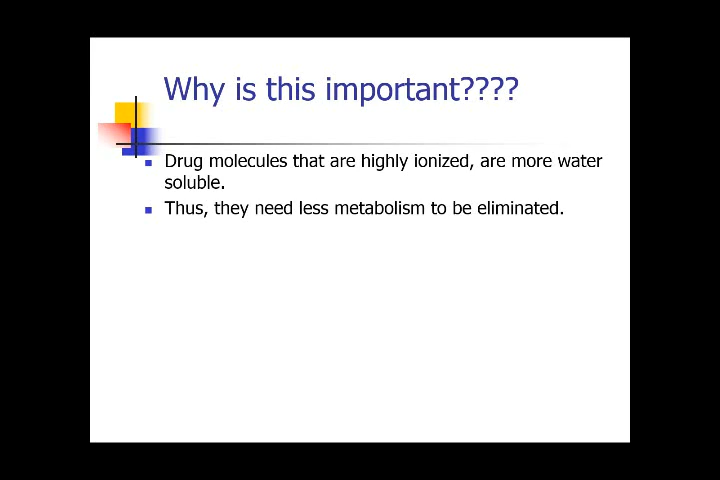 Why is this important????
Drug molecules that are highly ionized, are more water
soluble.
Thus, they need less metabolism to be eliminated.